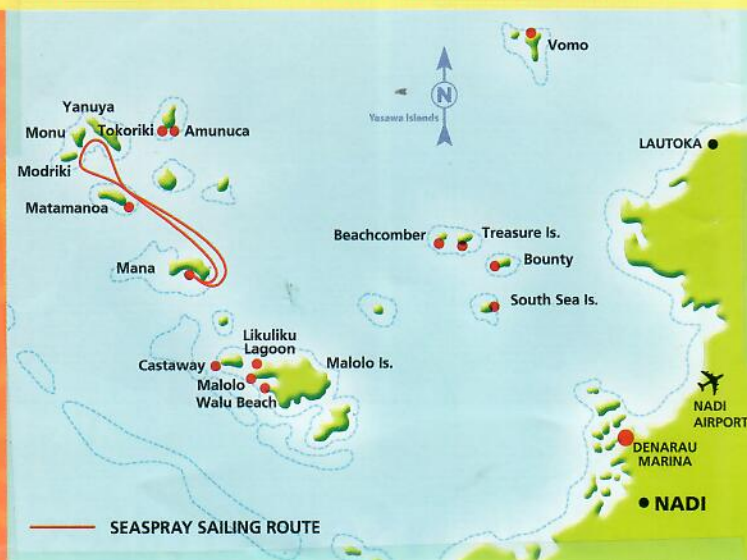 Vomo
N
Yasawa Islands
Yanuya
Monu
Tokoriki
Amunuca
Modriki
LAUTOKA
Matamanoa
Beachcomber
Treasure Is.
Bounty
Mana
South Sea Is.
Likuliku
Lagoon
Castaway
Malolo Is.
Malolo
Walu Beach
NADI
AIRPORT
DENARAU
MARINA
NADI
SEASPRAY SAILING ROUTE